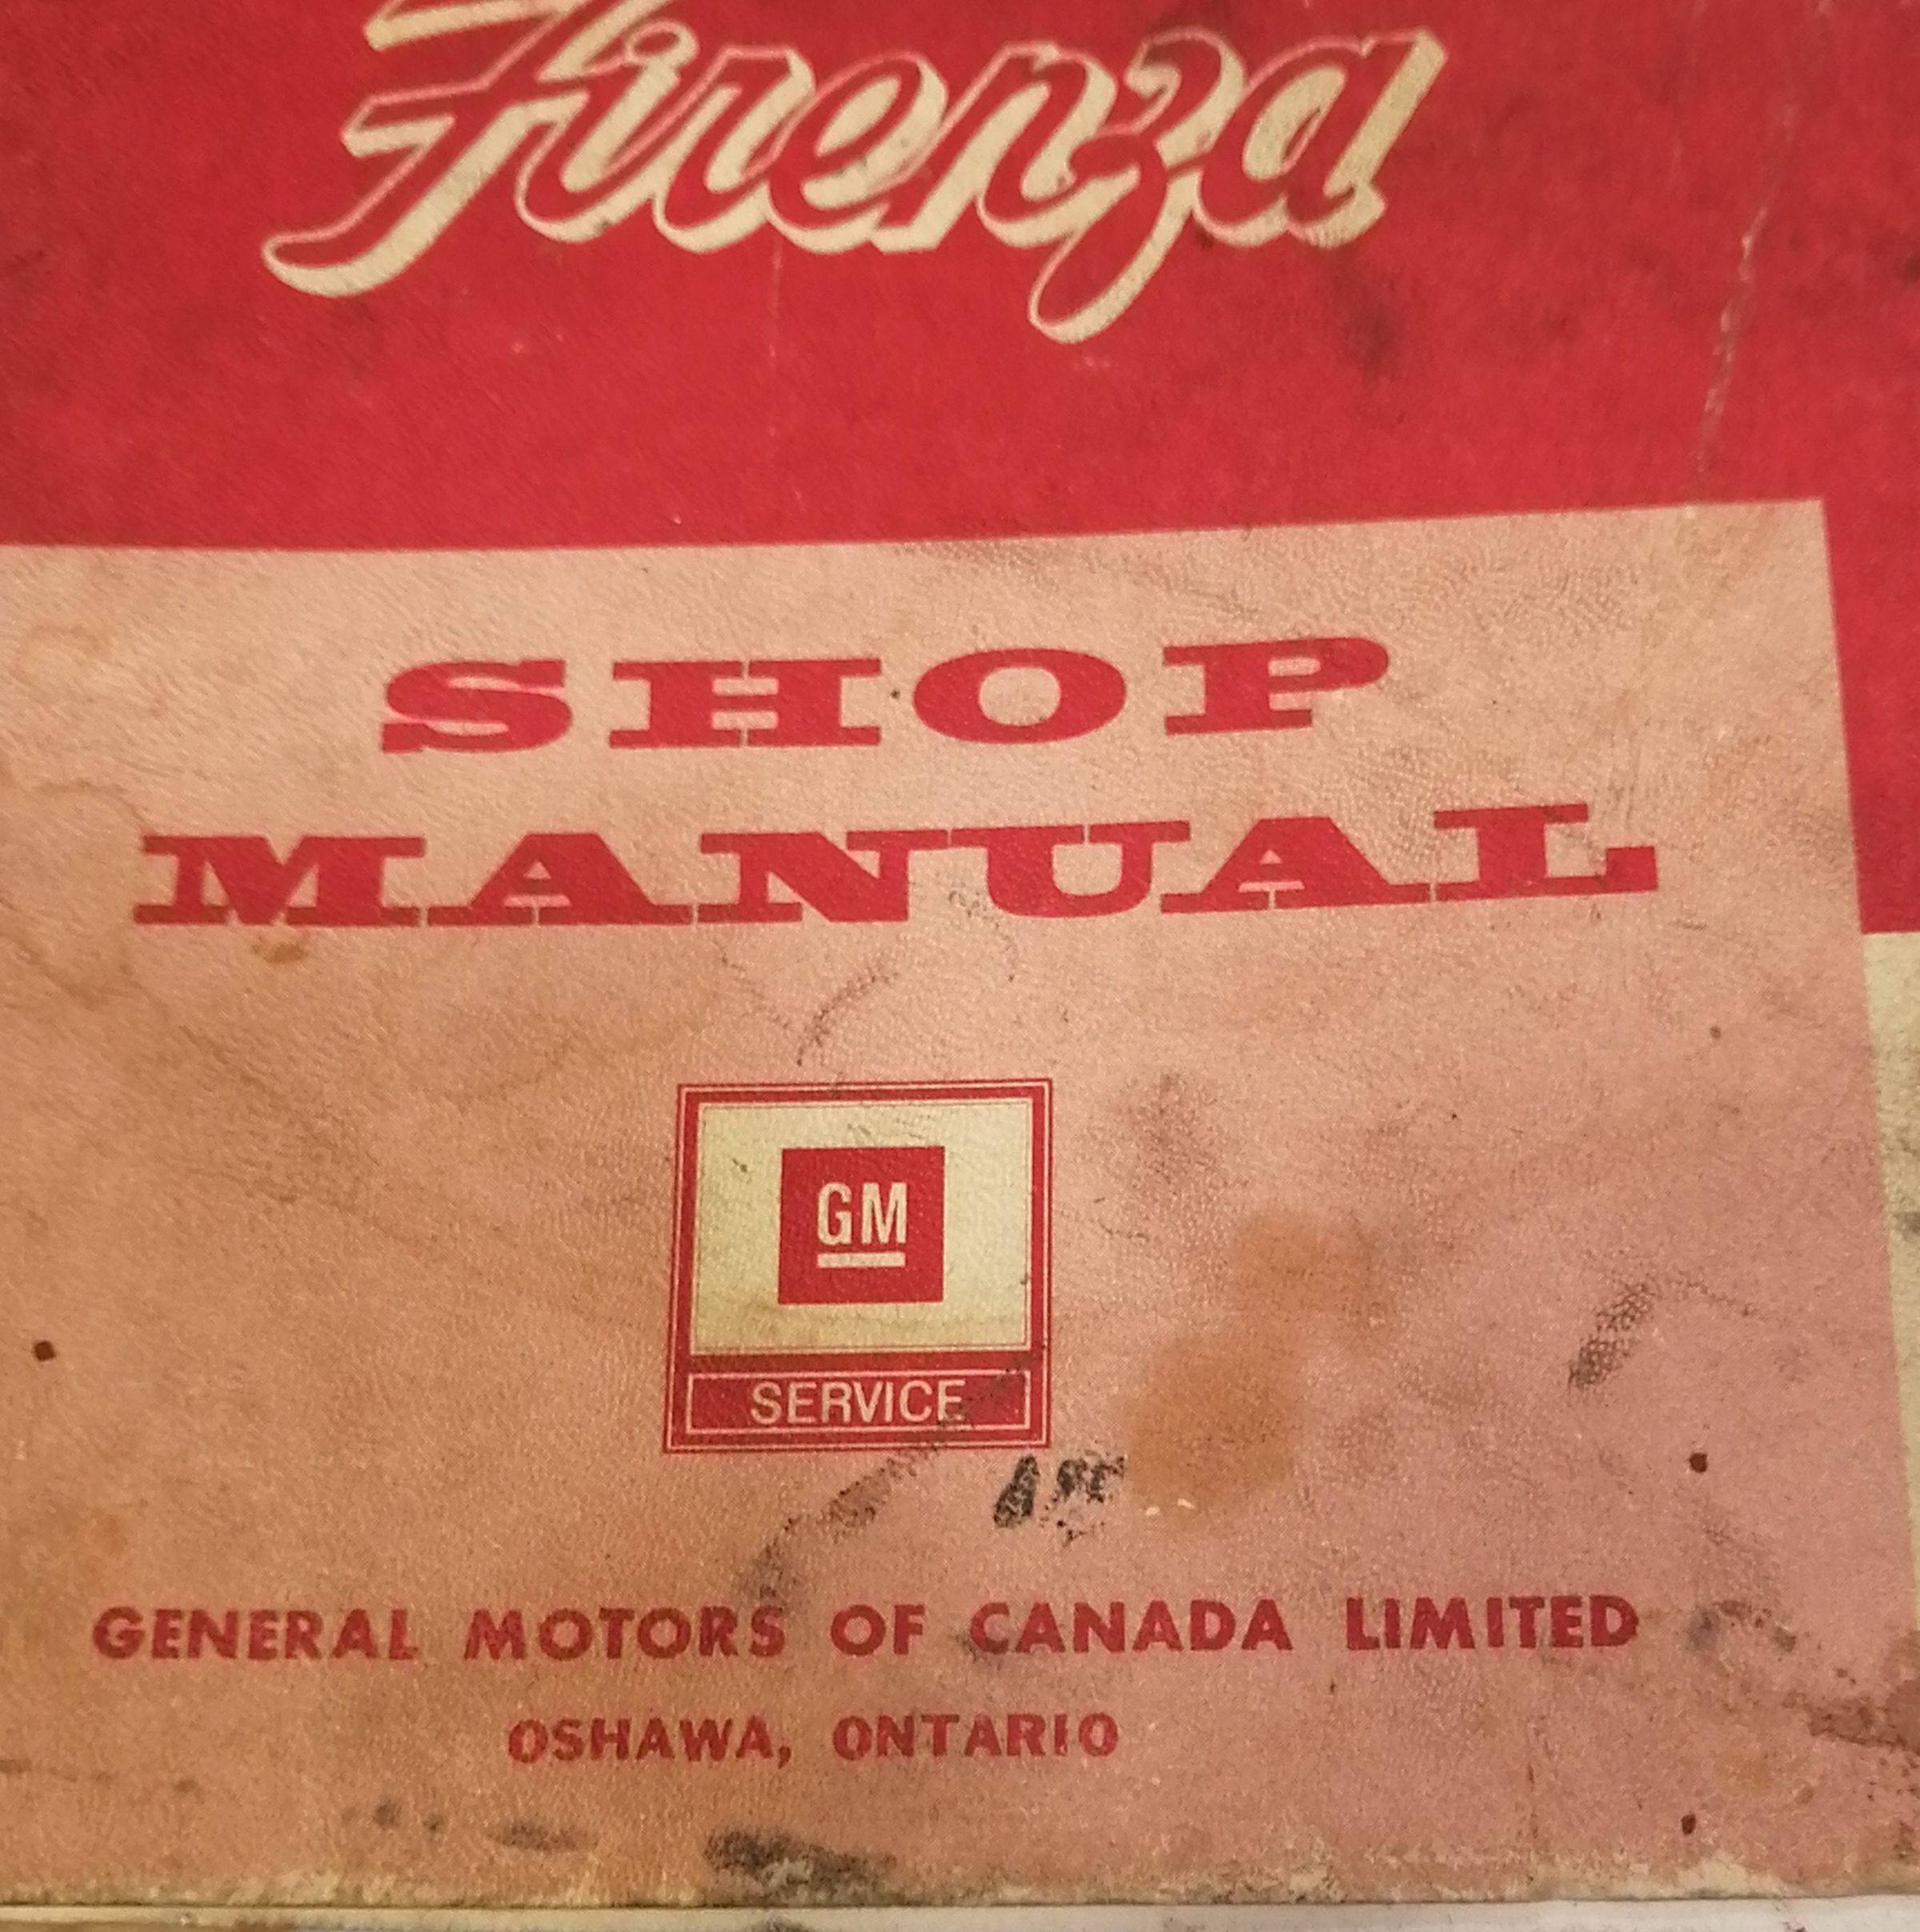 Firenza
SHOP
MANUAL
GM
SERVICE
GENERAL MOTORS OF CANADA LIMITED
OSHAWA, ONTARIO